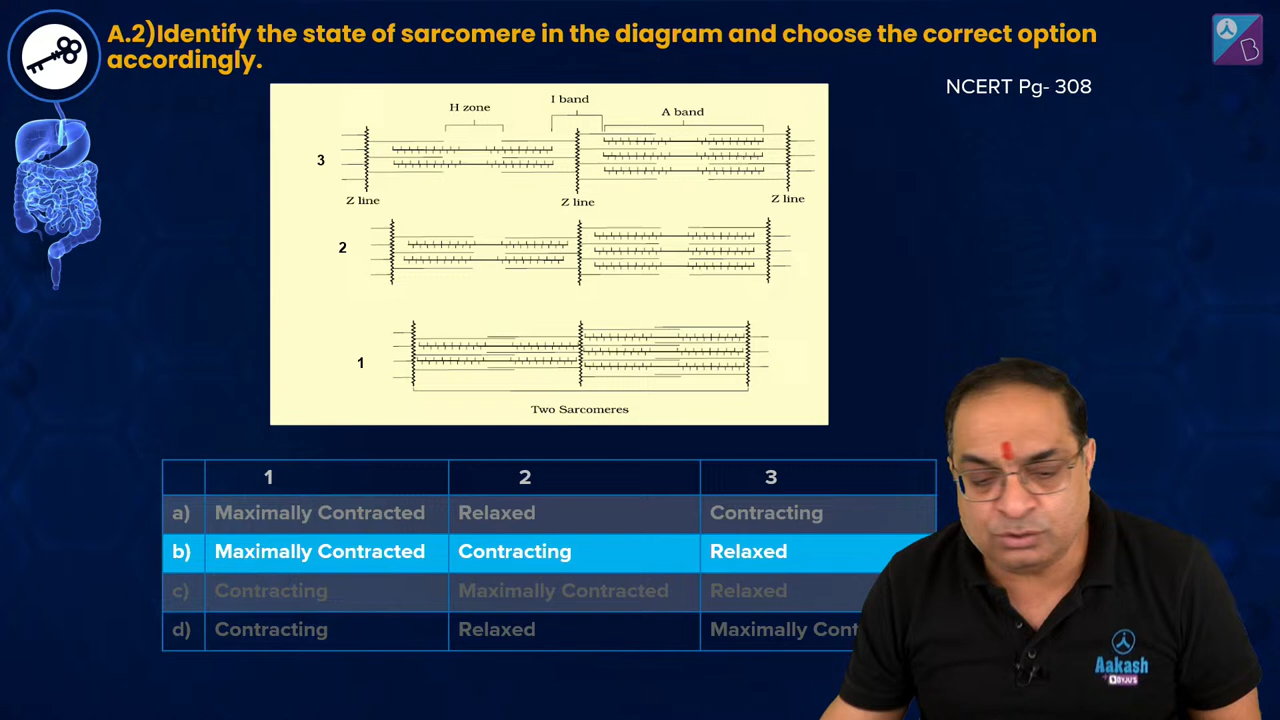 A.2)Identify the state of sarcomere in the diagram and choose the correct option
accordingly.
B
NCERT Pg- 308
H zone
I band
A band
3
Z line
Z line
Z line
2
1
Two Sarcomeres
1 2 3
a) Maximally Contracted Relaxed Contracting
b) Maximally Contracted Contracting Relaxed
c) Contracting Maximally Contracted Relaxed
d) Contracting Relaxed Maximally Cont
Aakash
BYJU'S